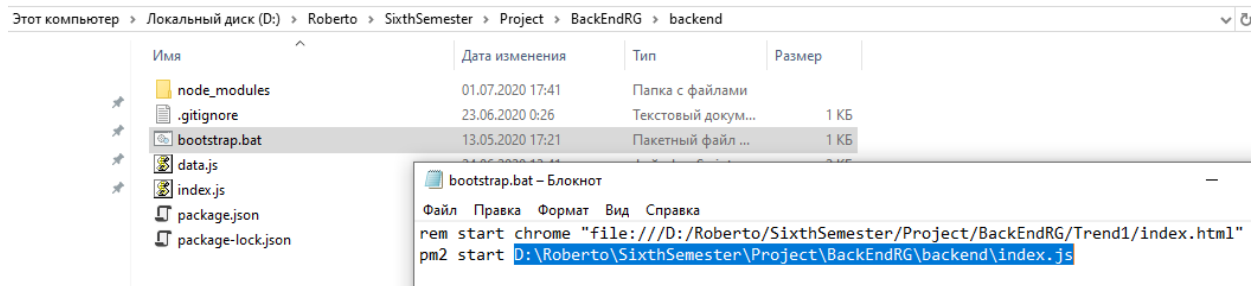 Этот компьютер > Локальный диск (D:) > Roberto > SixthSemester > Project > BackEndRG > backend
Имя Дата изменения Тип Размер
node_modules 01.07.2020 17:41 Папка с файлами
.gitignore 23.06.2020 0:26 Текстовый докум... 1 КБ
bootstrap.bat 13.05.2020 17:21 Пакетный файл ... 1 КБ
data.js
index.js
package.json
package-lock.json
bootstrap.bat – Блокнот
Файл Правка Формат Вид Справка
rem start chrome "file:///D:/Roberto/SixthSemester/Project/BackEndRG/Trend1/index.html"
pm2 start D:\Roberto\SixthSemester\Project\BackEndRG\backend\index.js